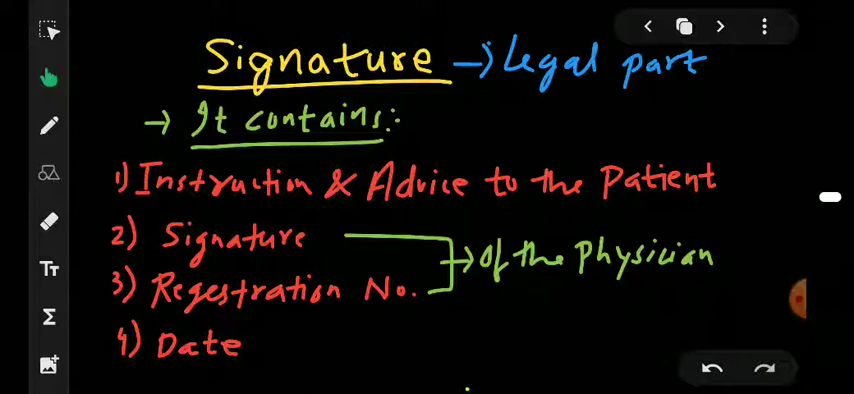 Signature → Legal part
→ It contains:
1) Instruction & Advice to the Patient
2) Signature
→ Of the Physician
3) Regestration No.
4) Date